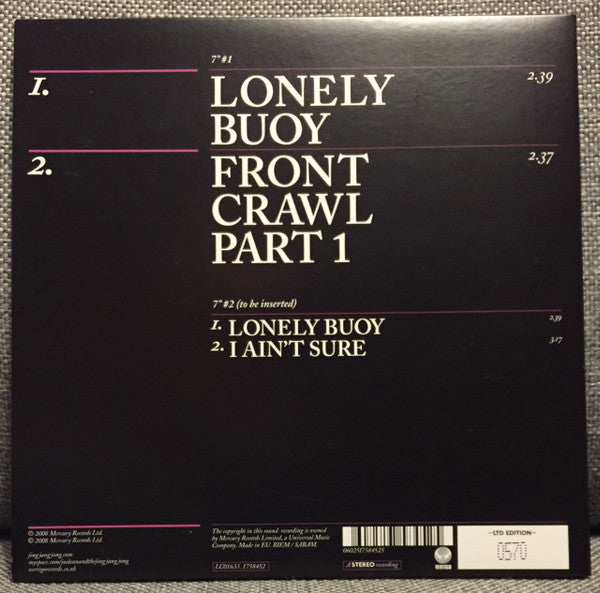 7" #1
1. LONELY BUOY 2.39
2. FRONT CRAWL PART 1 2.37
7" #2 (to be inserted)
1. LONELY BUOY 2.39
2. I AIN'T SURE 3.27
℗ 2008 Mercury Records Ltd.
© 2008 Mercury Records Ltd.
jingjangjong.com
myspace.com/jacksonandthejingjangjong
vertigorecords.co.uk
The copyright in this sound recording is owned
by Mercury Records Limited, a Universal Music
Company. Made in EU. BIEM / SABAM.
LC01633. 1758452
0602517584525
A STEREO recording
LTD EDITION
0570